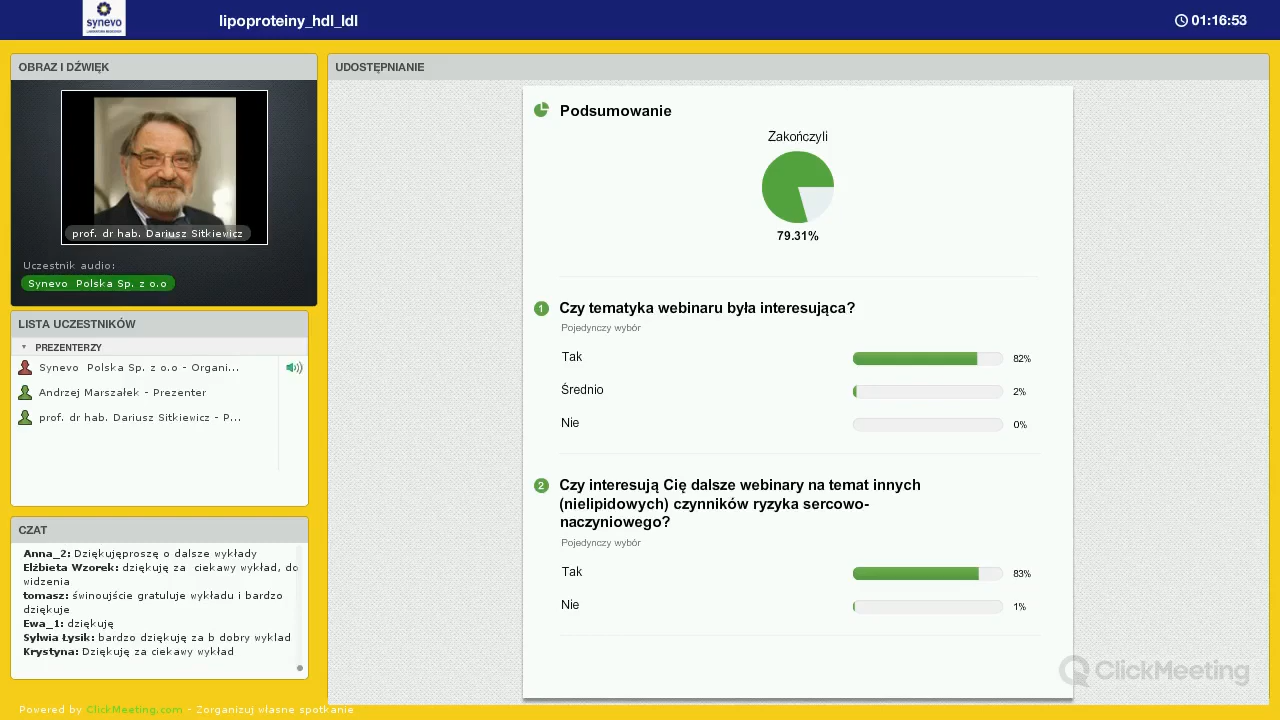 synevo
lipoproteiny_hdl_ldl
01:16:53
OBRAZ I DŹWIĘK
prof. dr hab. Dariusz Sitkiewicz
Uczestnik audio:
Synevo Polska Sp. z o.o
LISTA UCZESTNIKÓW
PREZENTERZY
Synevo Polska Sp. z o.o - Organi...
Andrzej Marszałek - Prezenter
prof. dr hab. Dariusz Sitkiewicz - P...
CZAT
Anna_2: Dziękujęproszę o dalsze wykłady
Elżbieta Wzorek: dziękuję za ciekawy wykład, do
widzenia
tomasz: świnoujście gratuluje wykładu i bardzo
dziękuje
Ewa_1: dziękuję
Sylwia Łysik: bardzo dziękuję za b dobry wyklad
Krystyna: Dziękuję za ciekawy wykład
Powered by ClickMeeting.com - Zorganizuj własne spotkanie
UDOSTĘPNIANIE
Podsumowanie
Zakończyli
79.31%
1 Czy tematyka webinaru była interesująca?
Pojedynczy wybór
Tak 82%
Średnio 2%
Nie 0%
2 Czy interesują Cię dalsze webinary na temat innych
(nielipidowych) czynników ryzyka sercowo-
naczyniowego?
Pojedynczy wybór
Tak 83%
Nie 1%
ClickMeeting